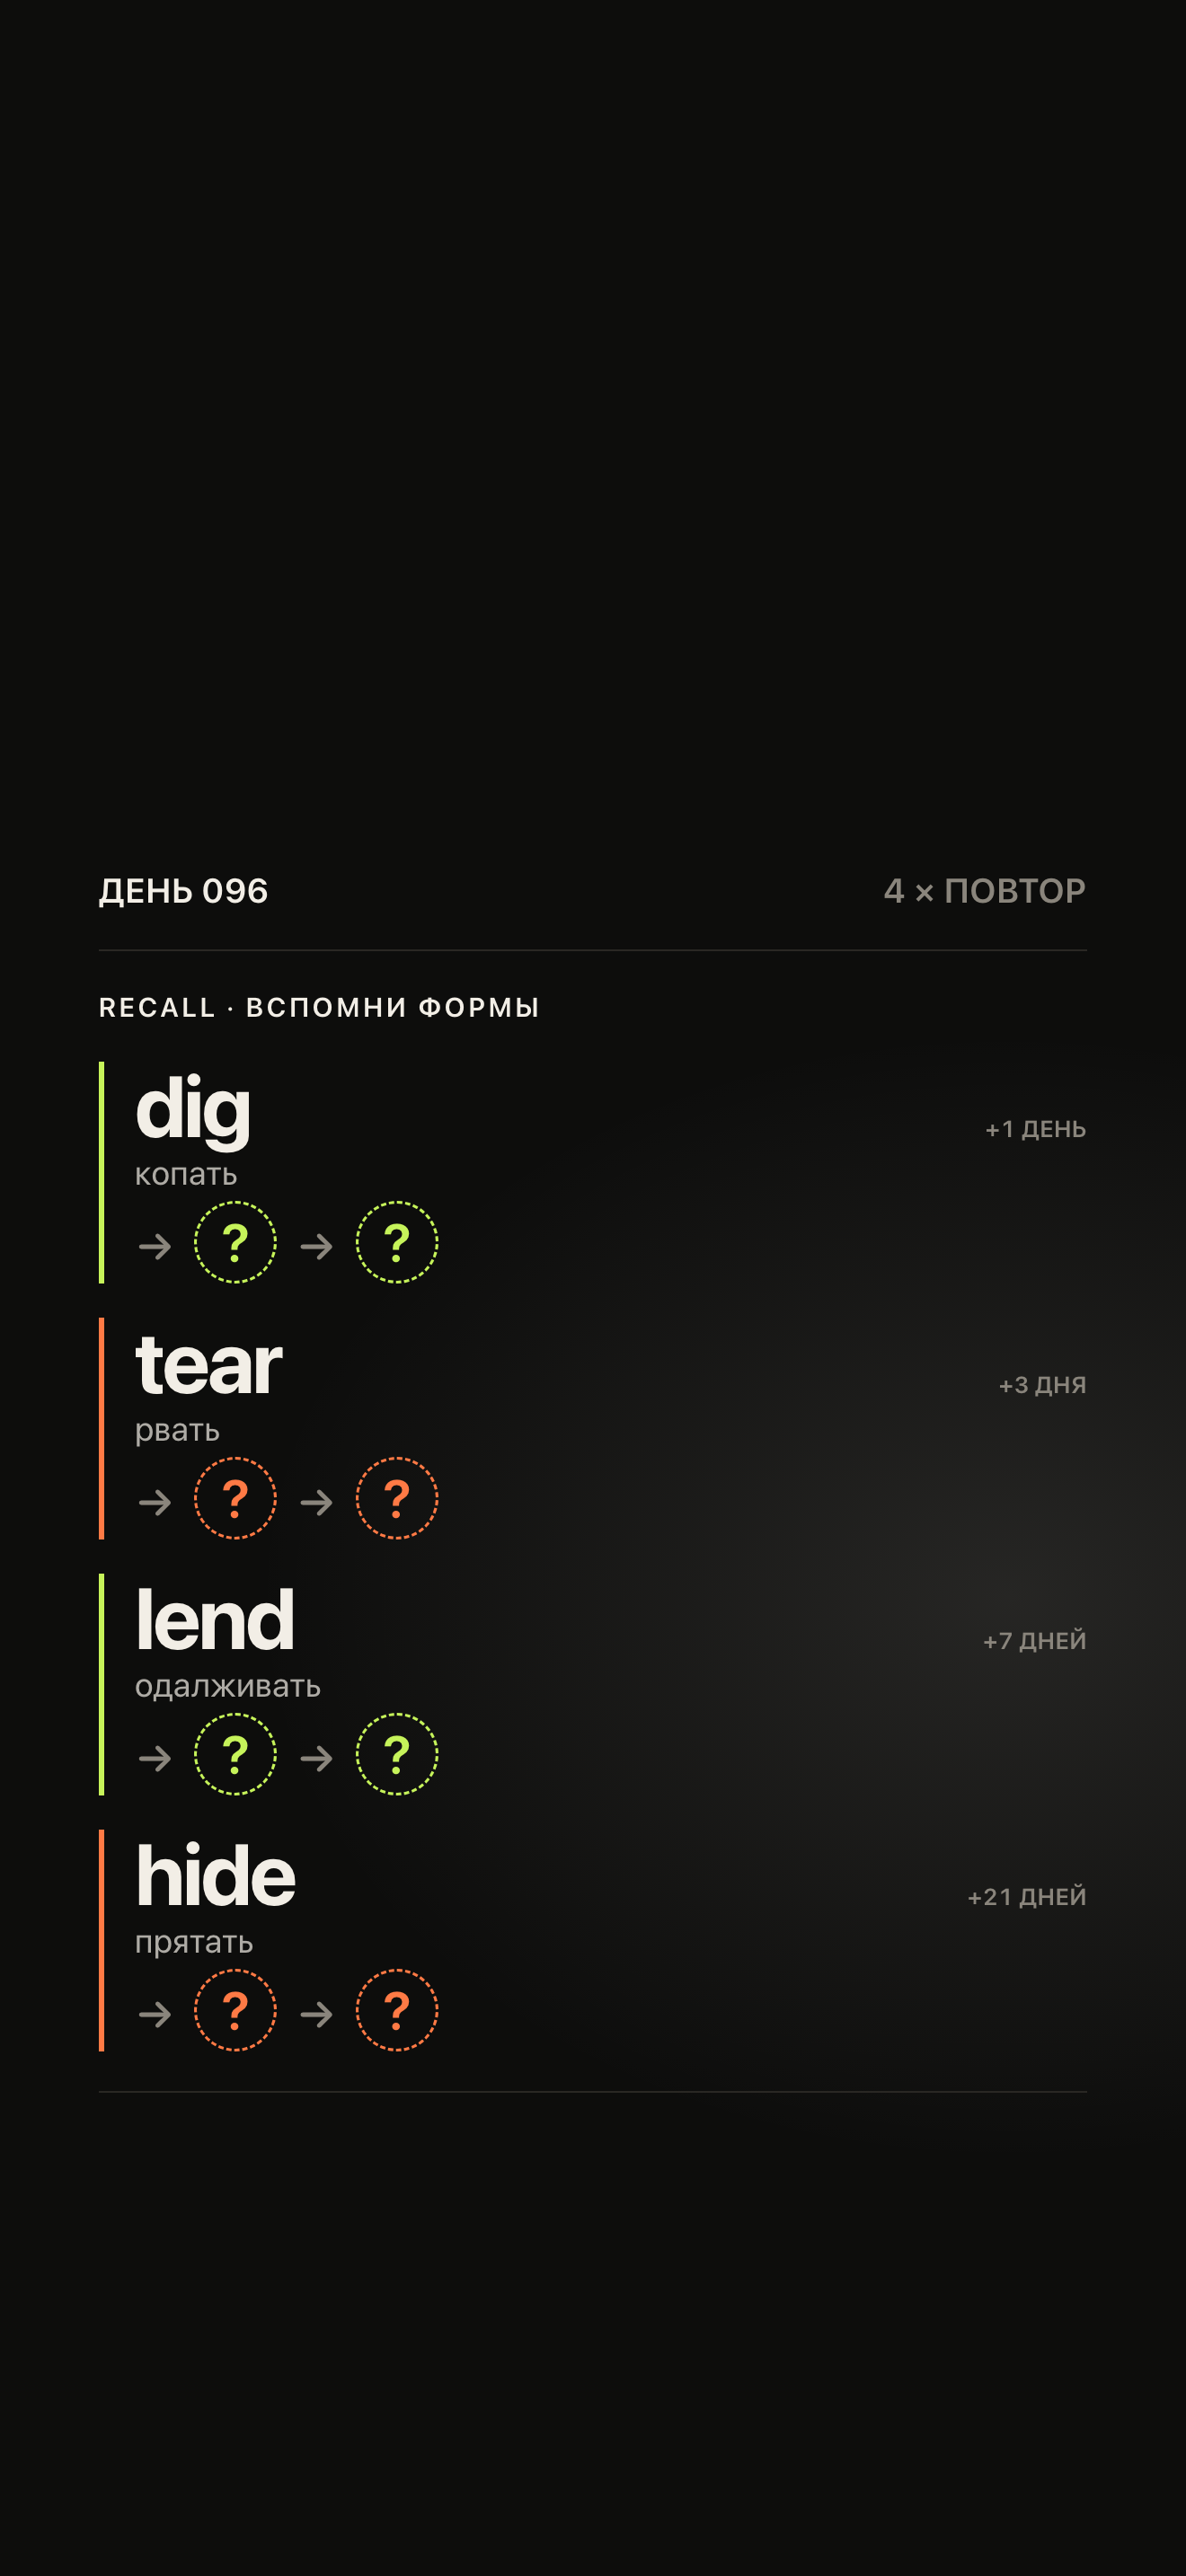 ДЕНЬ 096 4 × ПОВТОР
RECALL · ВСПОМНИ ФОРМЫ
dig
+1 ДЕНЬ
копать
→ ? → ?
tear
+3 ДНЯ
рвать
→ ? → ?
lend
+7 ДНЕЙ
одалживать
→ ? → ?
hide
+21 ДНЕЙ
прятать
→ ? → ?